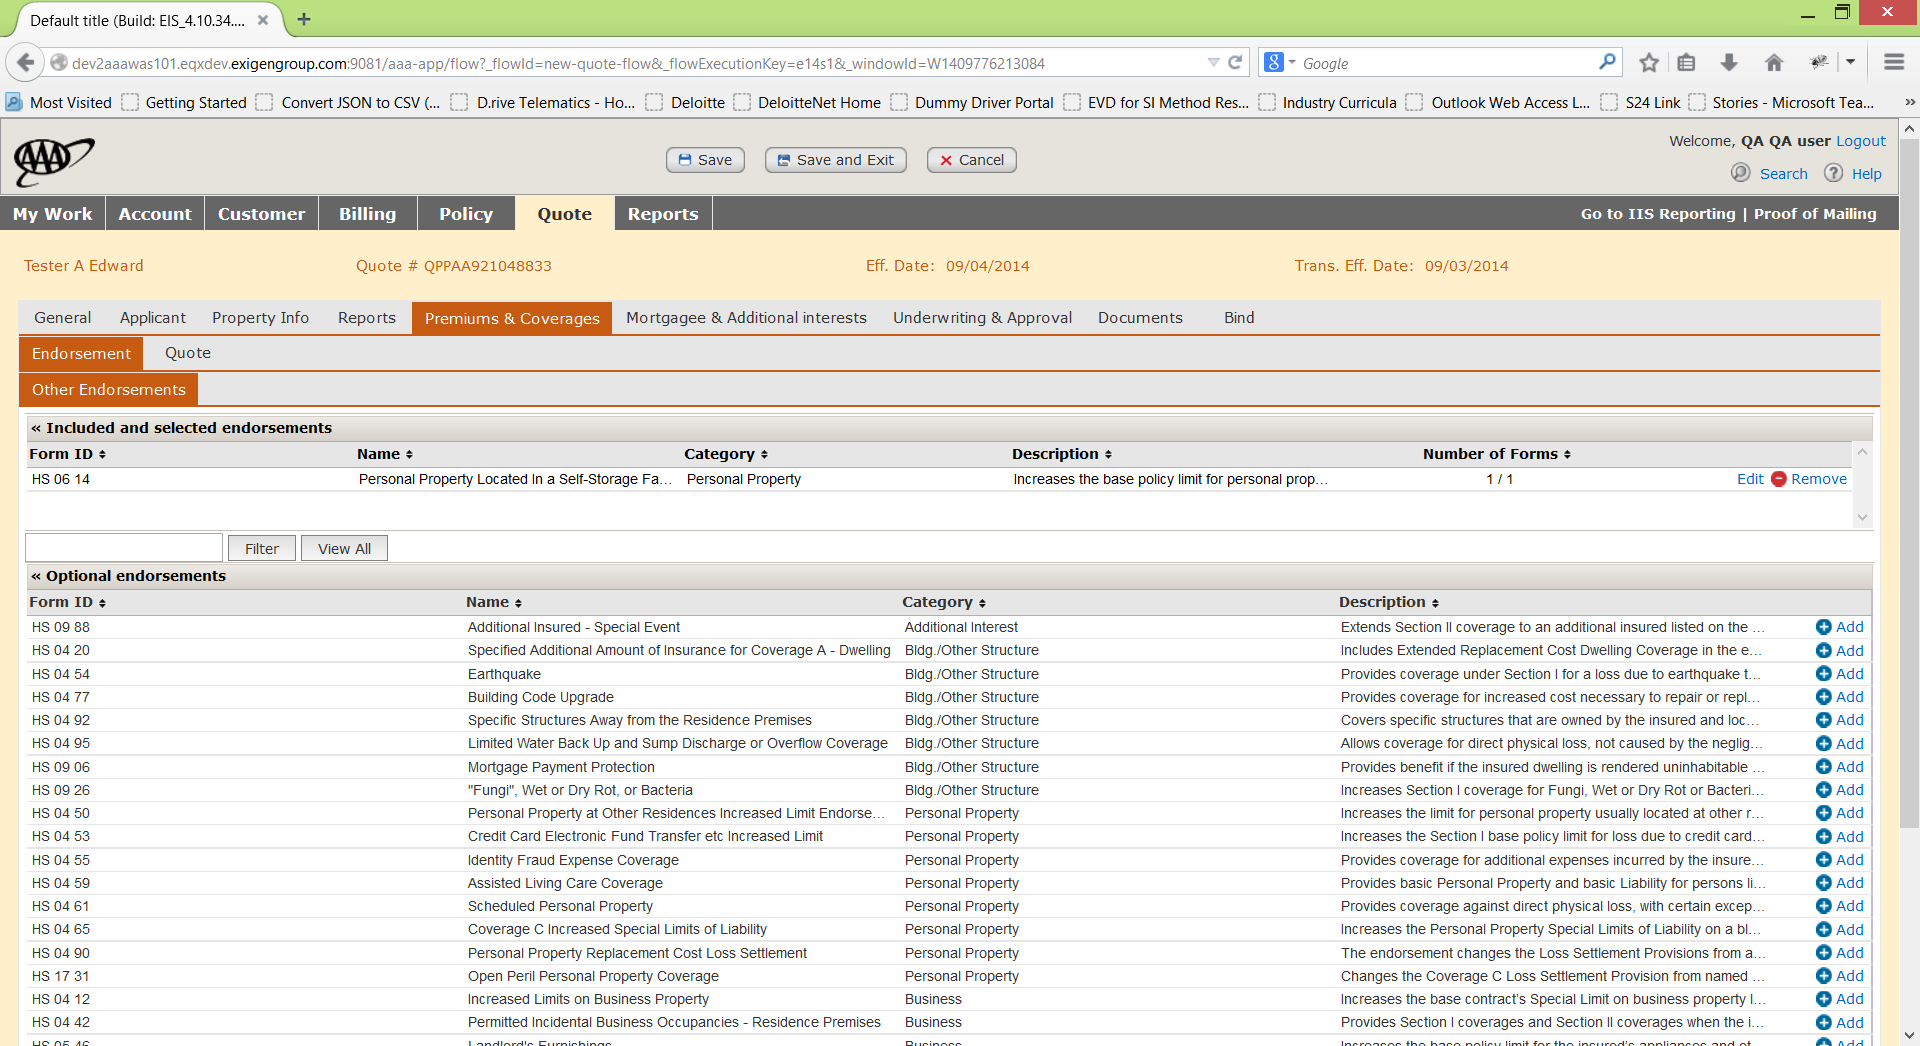 Default title (Build: EIS_4.10.34....
dev2aaawas101.eqxdev.exigengroup.com:9081/aaa-app/flow?_flowId=new-quote-flow&_flowExecutionKey=e14s1&_windowId=W1409776213084
Google
Most Visited Getting Started Convert JSON to CSV (... D.rive Telematics - Ho... Deloitte DeloitteNet Home Dummy Driver Portal EVD for SI Method Res... Industry Curricula Outlook Web Access L... S24 Link Stories - Microsoft Tea... »
AAA
Save Save and Exit Cancel
Welcome, QA QA user Logout
Search Help
My Work Account Customer Billing Policy Quote Reports Go to IIS Reporting | Proof of Mailing
Tester A Edward Quote # QPPAA921048833 Eff. Date: 09/04/2014 Trans. Eff. Date: 09/03/2014
General Applicant Property Info Reports Premiums & Coverages Mortgagee & Additional interests Underwriting & Approval Documents Bind
Endorsement Quote
Other Endorsements
« Included and selected endorsements
Form ID Name Category Description Number of Forms
HS 06 14 Personal Property Located In a Self-Storage Fa... Personal Property Increases the base policy limit for personal prop... 1 / 1 Edit Remove
Filter View All
« Optional endorsements
Form ID Name Category Description
HS 09 88 Additional Insured - Special Event Additional Interest Extends Section II coverage to an additional insured listed on the ... Add
HS 04 20 Specified Additional Amount of Insurance for Coverage A - Dwelling Bldg./Other Structure Includes Extended Replacement Cost Dwelling Coverage in the e... Add
HS 04 54 Earthquake Bldg./Other Structure Provides coverage under Section I for a loss due to earthquake t... Add
HS 04 77 Building Code Upgrade Bldg./Other Structure Provides coverage for increased cost necessary to repair or repl... Add
HS 04 92 Specific Structures Away from the Residence Premises Bldg./Other Structure Covers specific structures that are owned by the insured and loc... Add
HS 04 95 Limited Water Back Up and Sump Discharge or Overflow Coverage Bldg./Other Structure Allows coverage for direct physical loss, not caused by the neglig... Add
HS 09 06 Mortgage Payment Protection Bldg./Other Structure Provides benefit if the insured dwelling is rendered uninhabitable ... Add
HS 09 26 "Fungi", Wet or Dry Rot, or Bacteria Bldg./Other Structure Increases Section I coverage for Fungi, Wet or Dry Rot or Bacteri... Add
HS 04 50 Personal Property at Other Residences Increased Limit Endorse... Personal Property Increases the limit for personal property usually located at other r... Add
HS 04 53 Credit Card Electronic Fund Transfer etc Increased Limit Personal Property Increases the Section I base policy limit for loss due to credit card... Add
HS 04 55 Identity Fraud Expense Coverage Personal Property Provides coverage for additional expenses incurred by the insure... Add
HS 04 59 Assisted Living Care Coverage Personal Property Provides basic Personal Property and basic Liability for persons li... Add
HS 04 61 Scheduled Personal Property Personal Property Provides coverage against direct physical loss, with certain excep... Add
HS 04 65 Coverage C Increased Special Limits of Liability Personal Property Increases the Personal Property Special Limits of Liability on a bl... Add
HS 04 90 Personal Property Replacement Cost Loss Settlement Personal Property The endorsement changes the Loss Settlement Provisions from a... Add
HS 17 31 Open Peril Personal Property Coverage Personal Property Changes the Coverage C Loss Settlement Provision from named ... Add
HS 04 12 Increased Limits on Business Property Business Increases the base contract's Special Limit on business property l... Add
HS 04 42 Permitted Incidental Business Occupancies - Residence Premises Business Provides Section I coverages and Section II coverages when the i... Add
HS 05 46 Landlord's Furnishings Business Increases the base policy limit for the insured's appliances and ot... Add